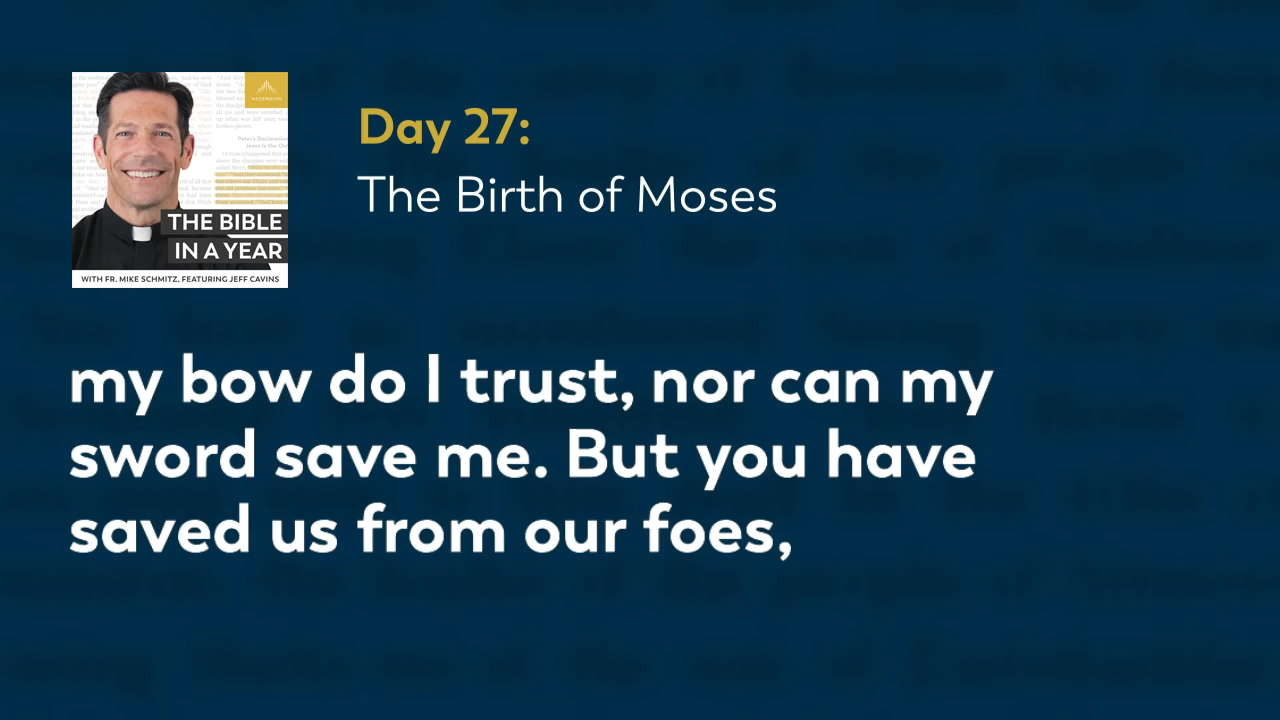 ASCENSION
THE BIBLE
IN A YEAR
WITH FR. MIKE SCHMITZ, FEATURING JEFF CAVINS
Day 27:
The Birth of Moses
my bow do I trust, nor can my
sword save me. But you have
saved us from our foes,